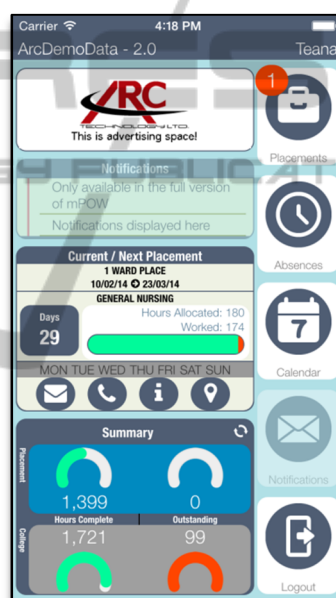 Carrier 4:18 PM
ArcDemoData - 2.0 Teana
ARC
TECHNOLOGY LTD.
This is advertising space!
1
Placements
Notifications
Only available in the full version
of mPOW
Notifications displayed here
Absences
Current / Next Placement
1 WARD PLACE
10/02/14 23/03/14
GENERAL NURSING
Days
29
Hours Allocated: 180
Worked: 174
7
Calendar
MON TUE WED THU FRI SAT SUN
Summary
Notifications
Placement
1,399 0
Hours Complete Outstanding
College
1,721 99
Logout